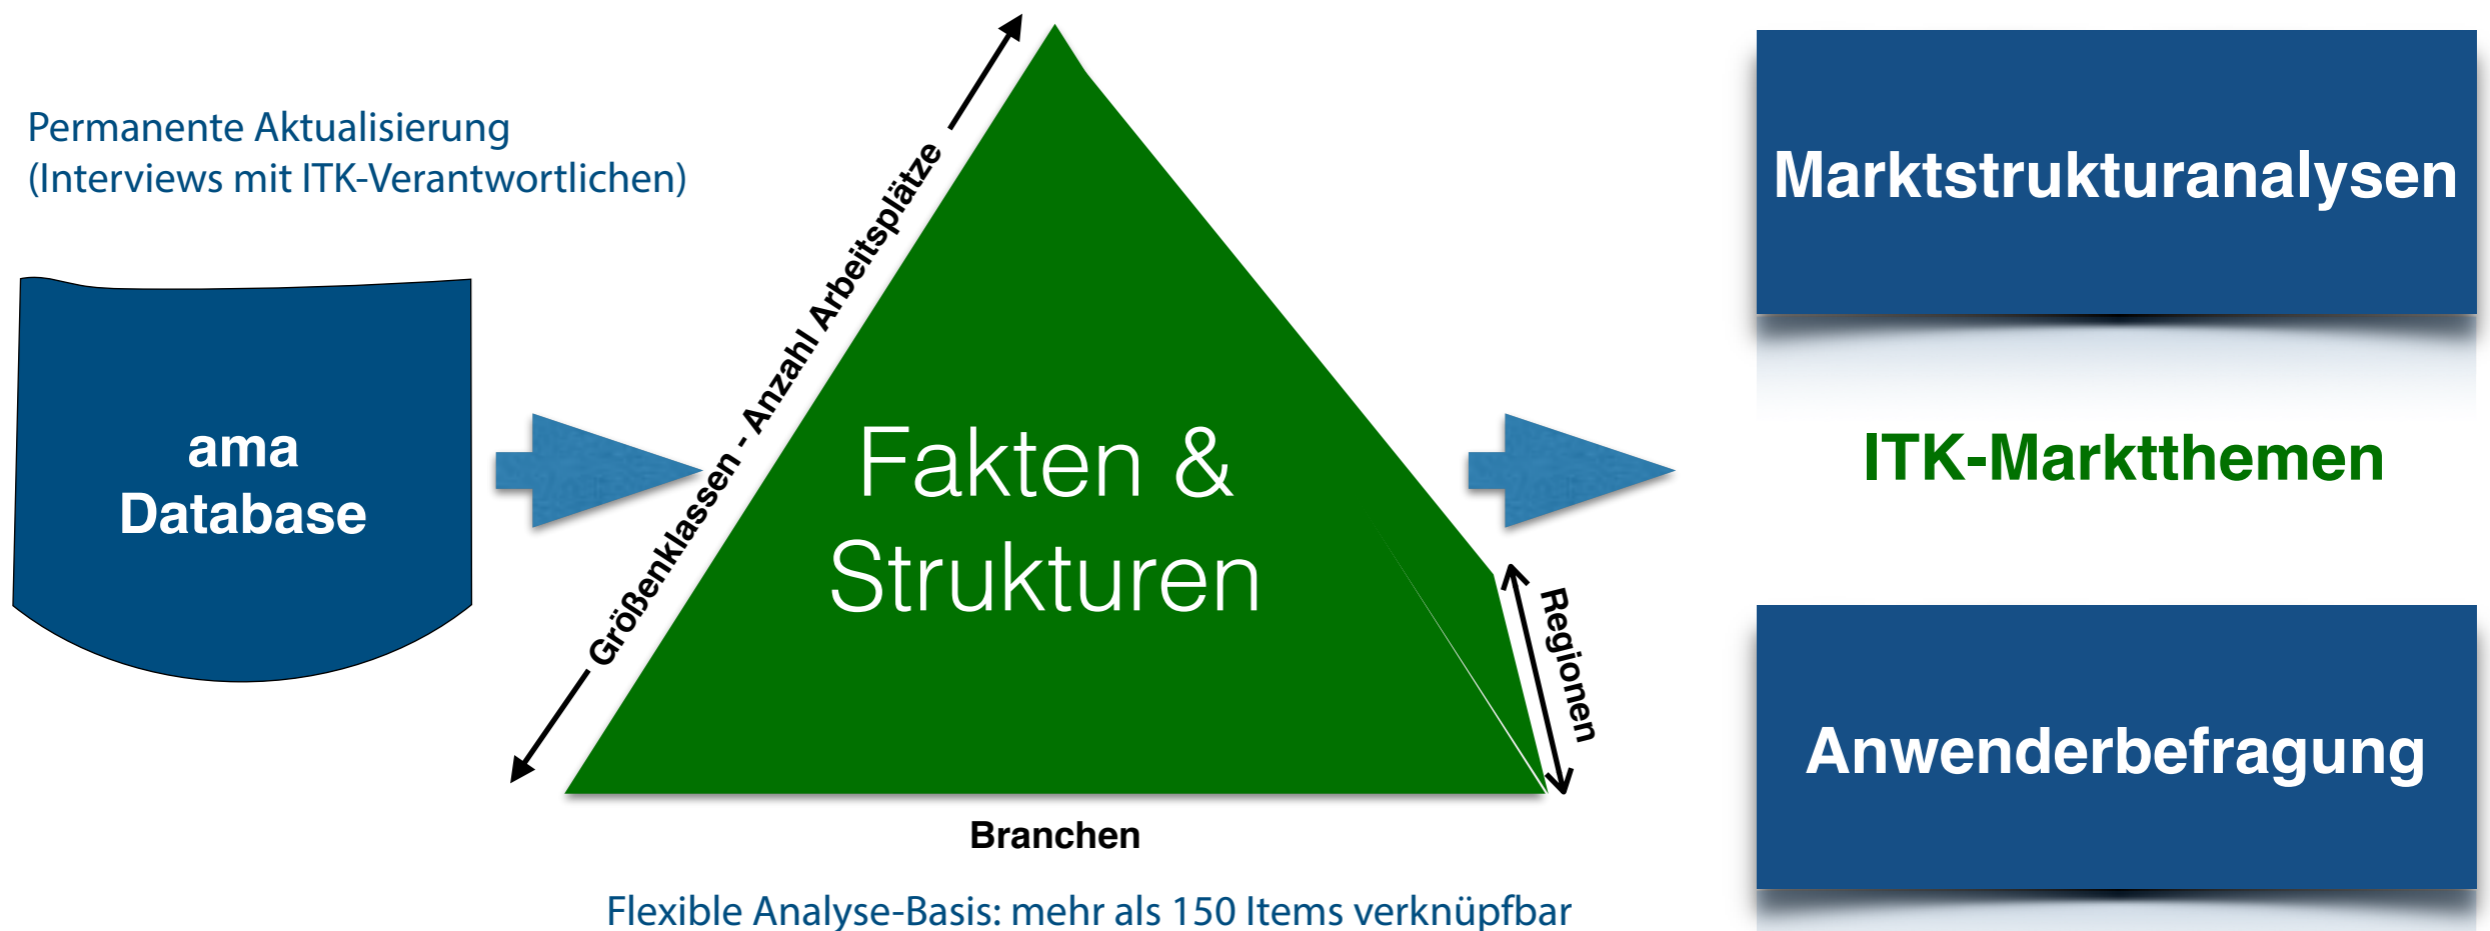 Permanente Aktualisierung
(Interviews mit ITK-Verantwortlichen)
ama
Database
Größenklassen - Anzahl Arbeitsplätze
Fakten &
Strukturen
Regionen
Branchen
Flexible Analyse-Basis: mehr als 150 Items verknüpfbar
Marktstrukturanalysen
ITK-Marktthemen
Anwenderbefragung